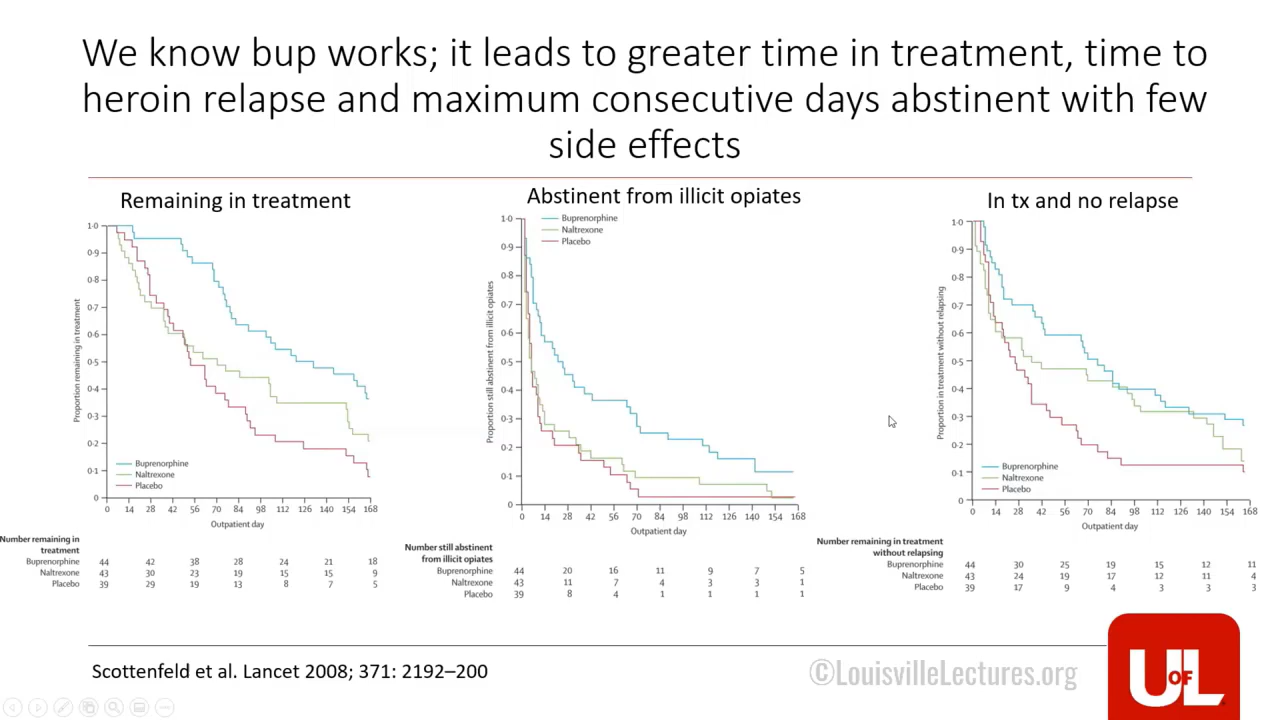 We know bup works; it leads to greater time in treatment, time to
heroin relapse and maximum consecutive days abstinent with few
side effects
Remaining in treatment
Proportion remaining in treatment
1·0
0·9
0·8
0·7
0·6
0·5
0·4
0·3
0·2
0·1
0
Buprenorphine
Naltrexone
Placebo
0 14 28 42 56 70 84 98 112 126 140 154 168
Outpatient day
Number remaining in
treatment
Buprenorphine 44 42 38 28 24 21 18
Naltrexone 43 30 23 19 15 15 9
Placebo 39 29 19 13 8 7 5
Abstinent from illicit opiates
Proportion still abstinent from illicit opiates
1·0
0·9
0·8
0·7
0·6
0·5
0·4
0·3
0·2
0·1
0
Buprenorphine
Naltrexone
Placebo
0 14 28 42 56 70 84 98 112 126 140 154 168
Outpatient day
Number still abstinent
from illicit opiates
Buprenorphine 44 20 16 11 9 7 5
Naltrexone 43 11 7 4 3 3 1
Placebo 39 8 4 1 1 1 1
In tx and no relapse
Proportion in treatment without relapsing
1·0
0·9
0·8
0·7
0·6
0·5
0·4
0·3
0·2
0·1
0
Buprenorphine
Naltrexone
Placebo
0 14 28 42 56 70 84 98 112 126 140 154 168
Outpatient day
Number remaining in treatment
without relapsing
Buprenorphine 44 30 25 19 15 12 11
Naltrexone 43 24 19 17 12 11 4
Placebo 39 17 9 4 3 3 3
Scottenfeld et al. Lancet 2008; 371: 2192–200
©LouisvilleLectures.org
U OF L